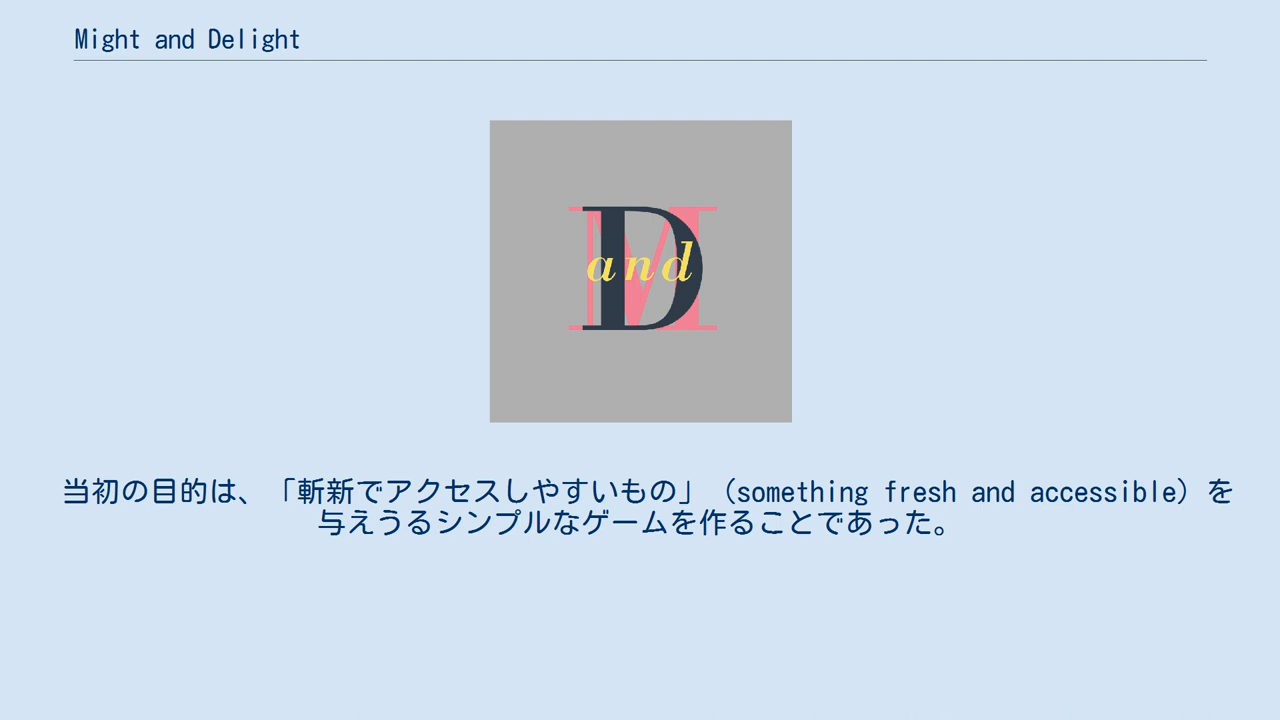 Might and Delight
M
D
and
当初の目的は、「斬新でアクセスしやすいもの」（something fresh and accessible）を
与えうるシンプルなゲームを作ることであった。